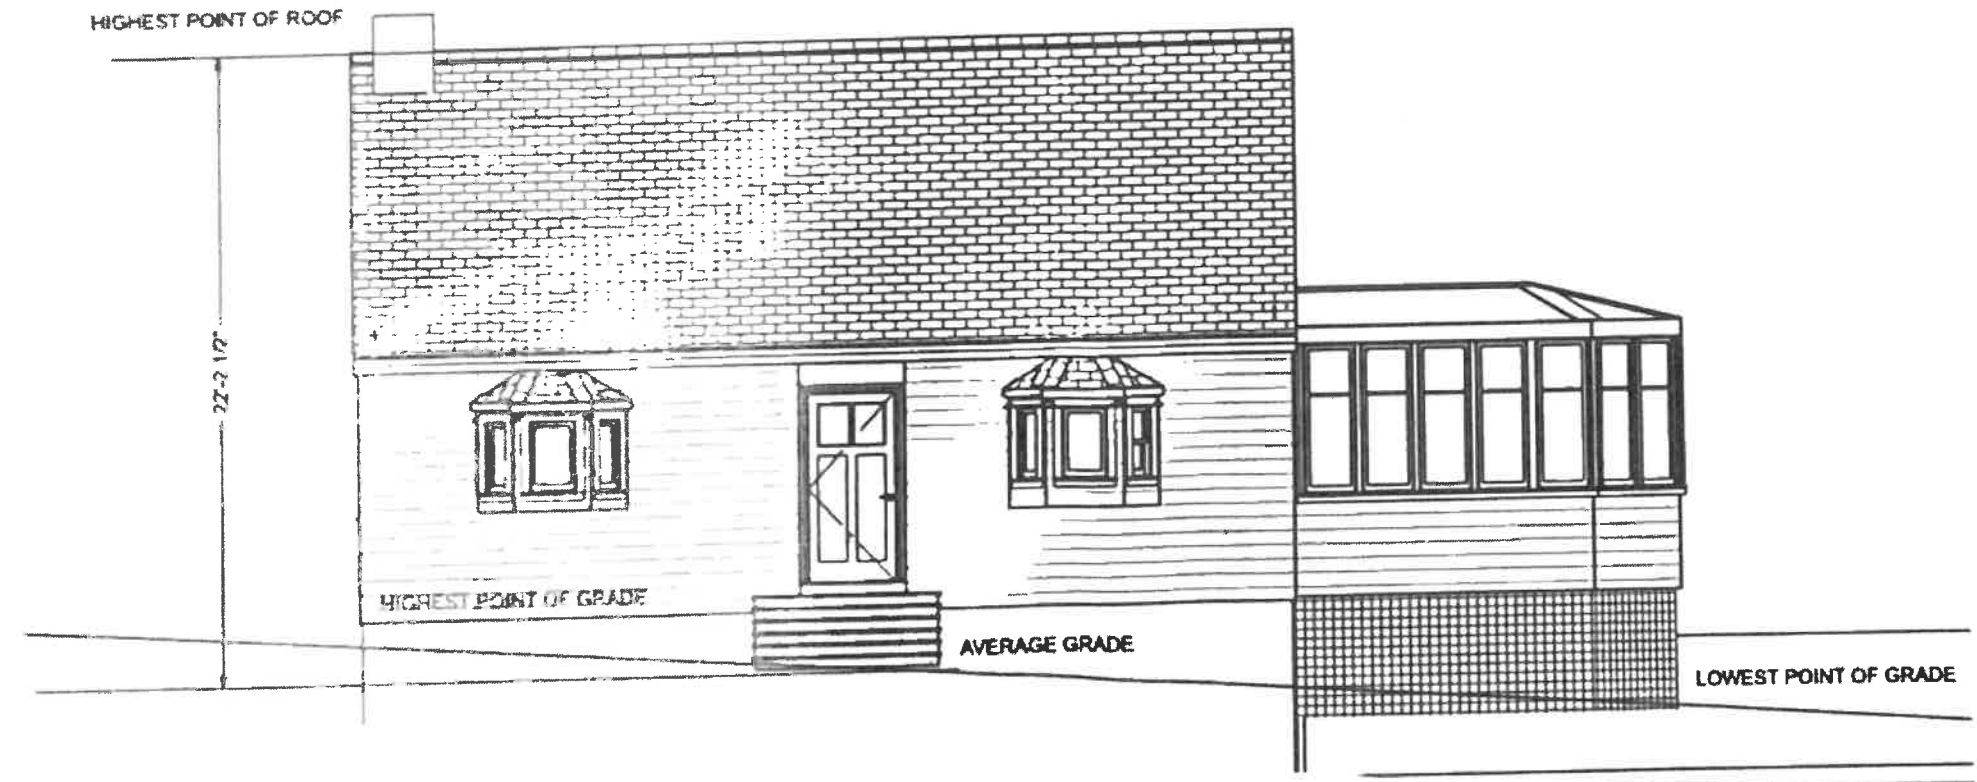 HIGHEST POINT OF ROOF
22'-2 1/2"
HIGHEST POINT OF GRADE
AVERAGE GRADE
LOWEST POINT OF GRADE